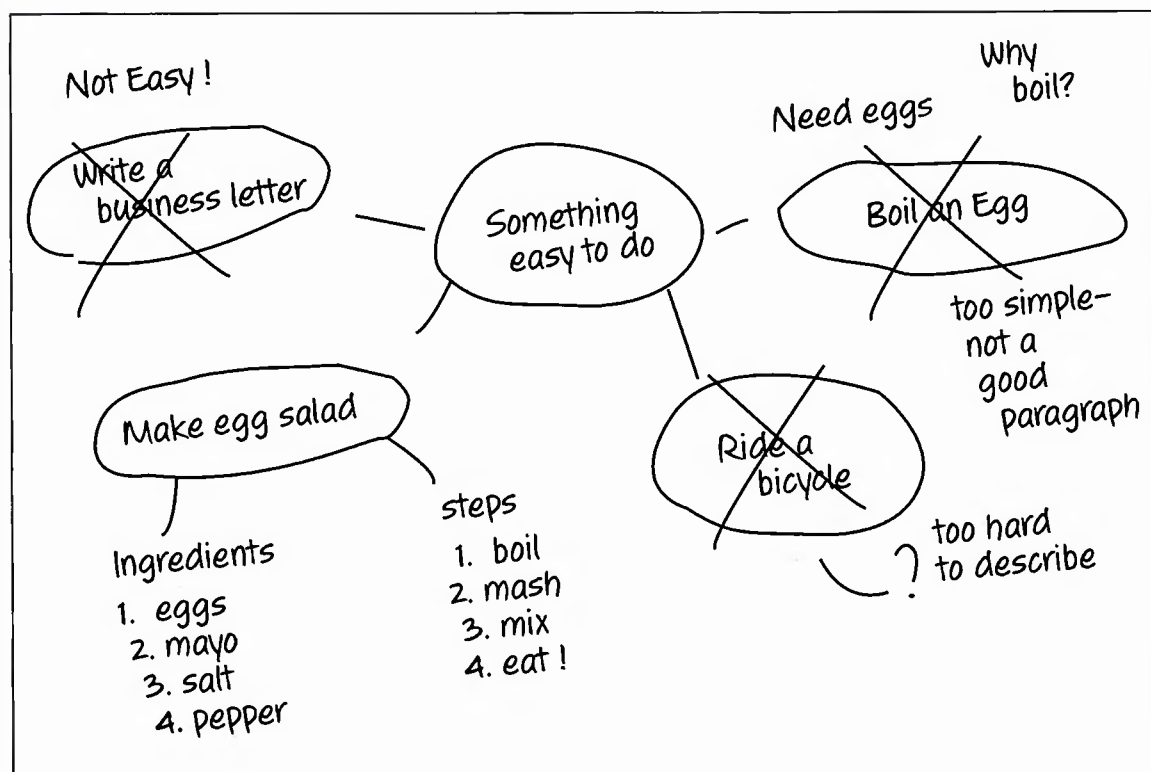 Not Easy!
Write a
business letter
Something
easy to do
Why
boil?
Need eggs
Boil an Egg
too simple-
not a
good
paragraph
Make egg salad
Ingredients
1. eggs
2. mayo
3. salt
4. pepper
steps
1. boil
2. mash
3. mix
4. eat!
Ride a
bicycle
? too hard
to describe